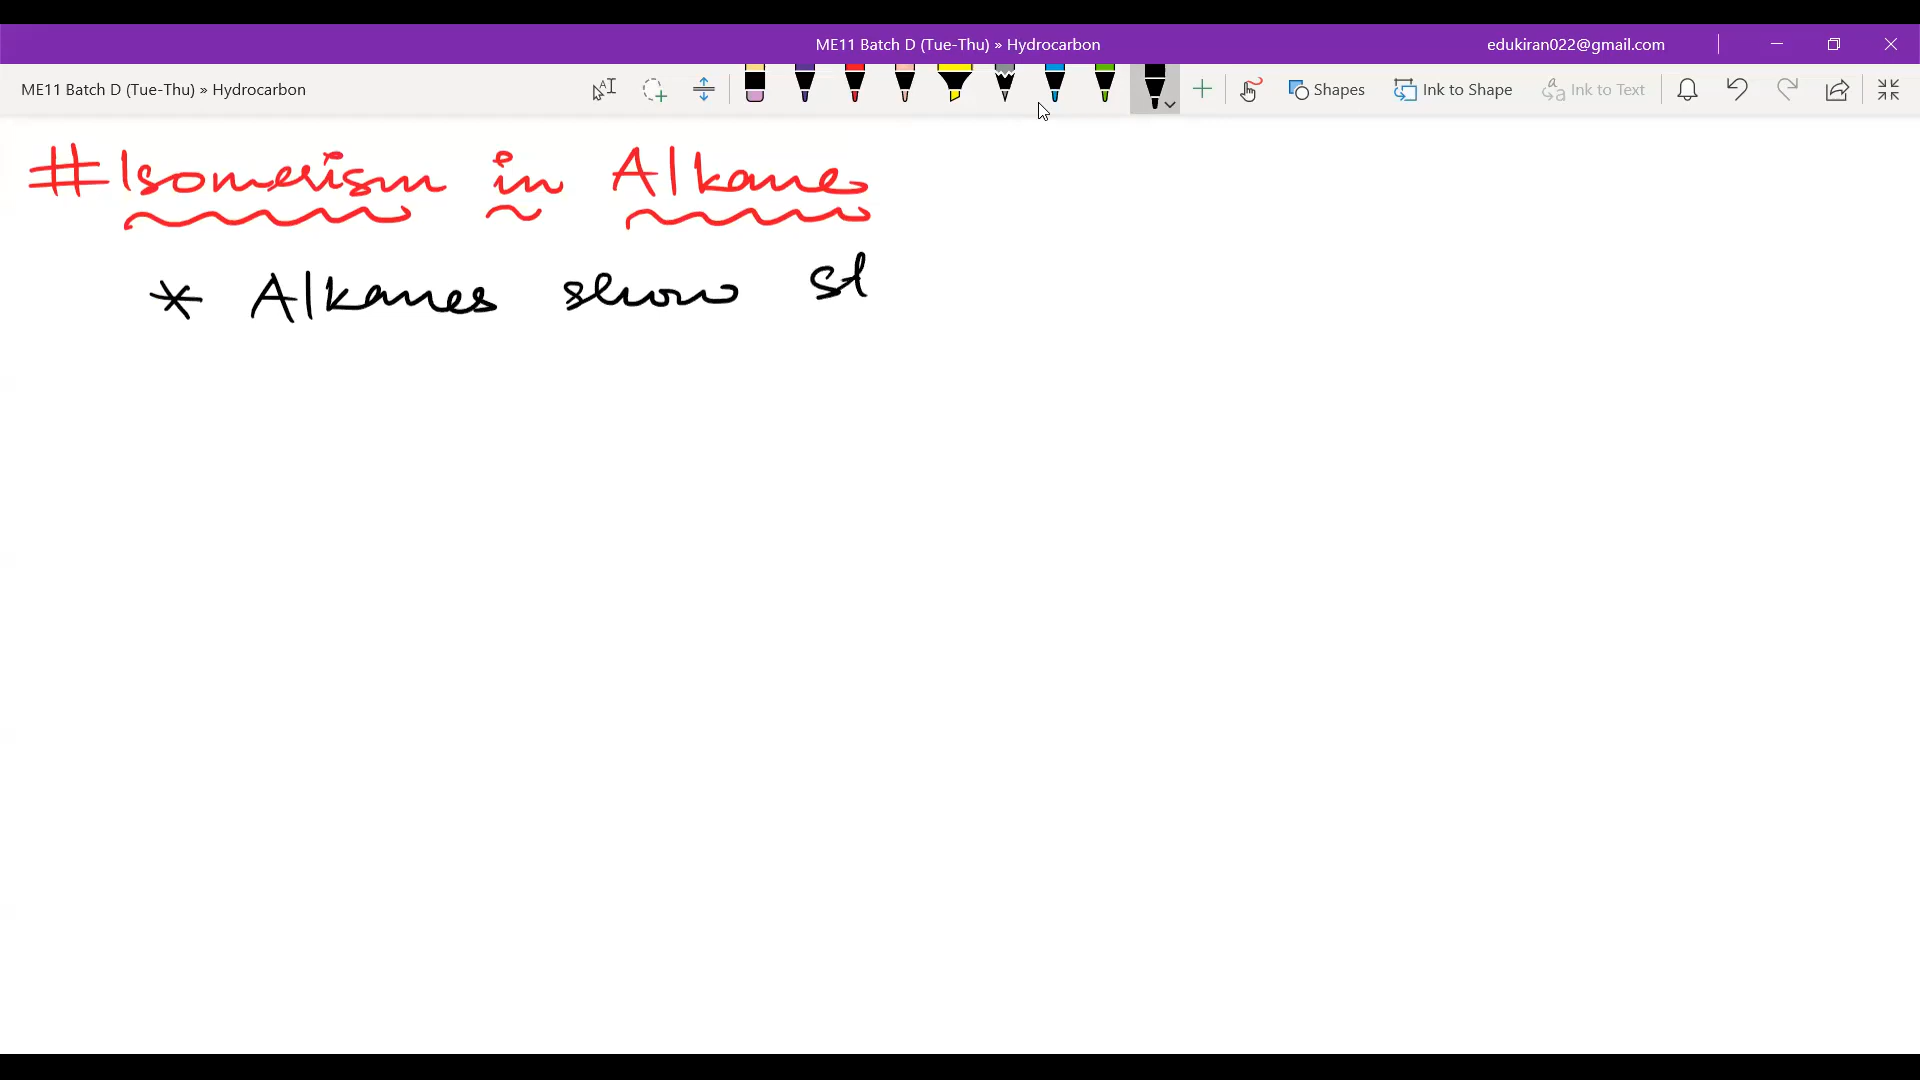 ME11 Batch D (Tue-Thu) » Hydrocarbon
edukiran022@gmail.com
ME11 Batch D (Tue-Thu) » Hydrocarbon
Shapes
Ink to Shape
Ink to Text
#Isomerism in Alkane
* Alkanes show st